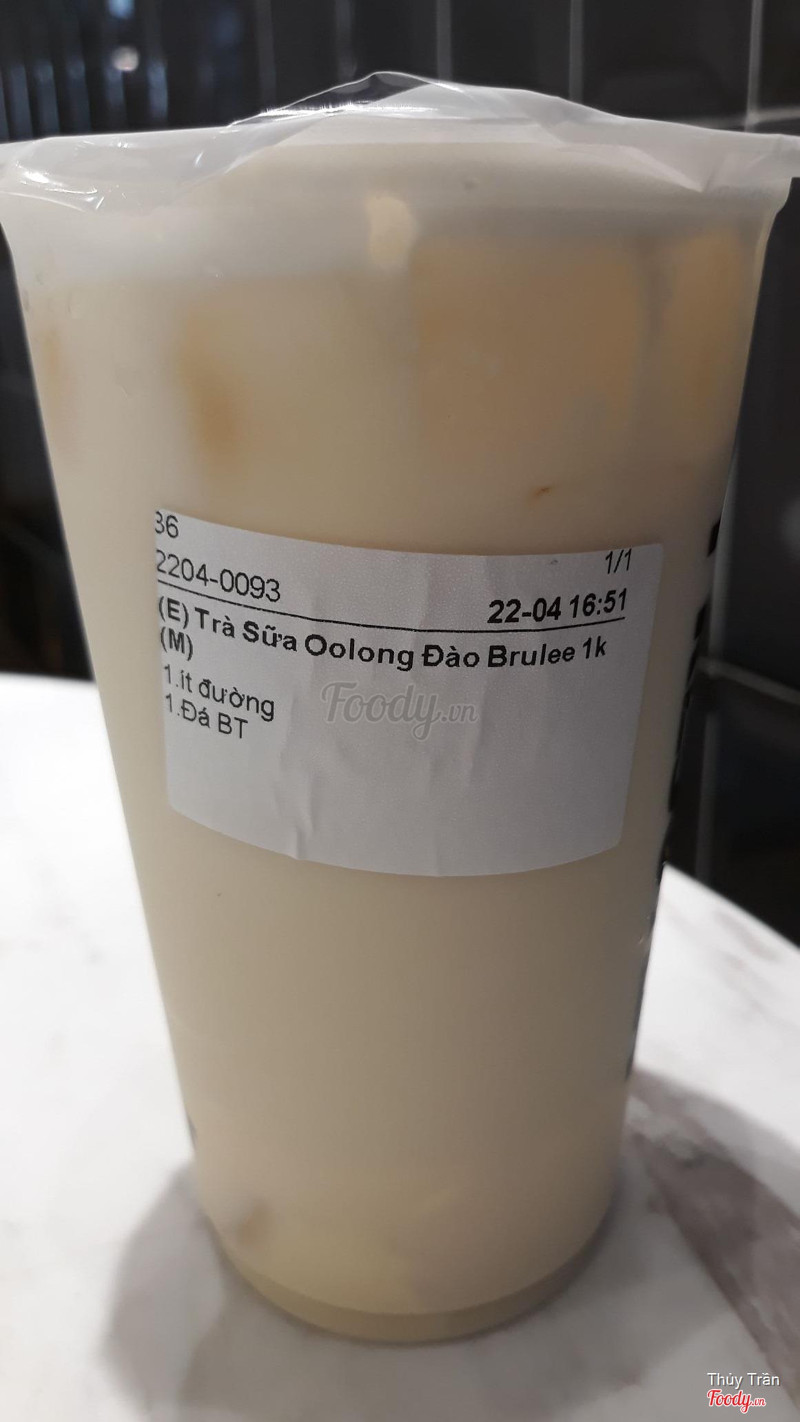 36
1/1
2204-0093
22-04 16:51
(E) Trà Sữa Oolong Đào Brulee 1k
(M)
1.ít đường
1.Đá BT
Foody.vn
Thủy Trần
Foody.vn